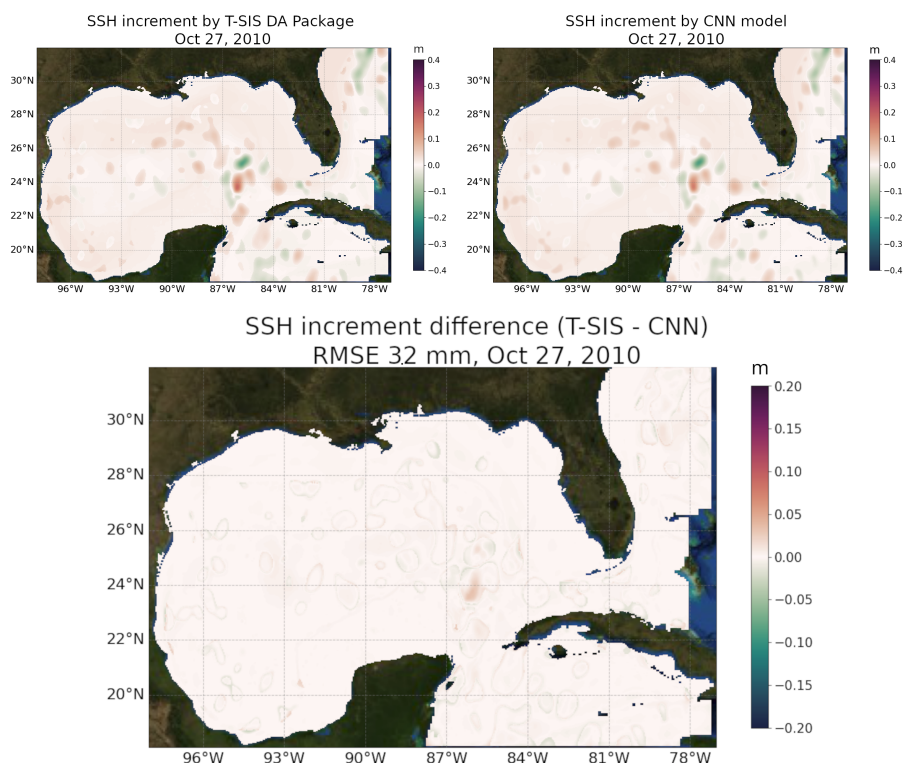 SSH increment by T-SIS DA Package
Oct 27, 2010
30°N
28°N
26°N
24°N
22°N
20°N
96°W 93°W 90°W 87°W 84°W 81°W 78°W
m
0.4
0.3
0.2
0.1
0.0
−0.1
−0.2
−0.3
−0.4
SSH increment by CNN model
Oct 27, 2010
30°N
28°N
26°N
24°N
22°N
20°N
96°W 93°W 90°W 87°W 84°W 81°W 78°W
m
0.4
0.3
0.2
0.1
0.0
−0.1
−0.2
−0.3
−0.4
SSH increment difference (T-SIS - CNN)
RMSE 3.2 mm, Oct 27, 2010
30°N
28°N
26°N
24°N
22°N
20°N
96°W 93°W 90°W 87°W 84°W 81°W 78°W
m
0.20
0.15
0.10
0.05
0.00
−0.05
−0.10
−0.15
−0.20